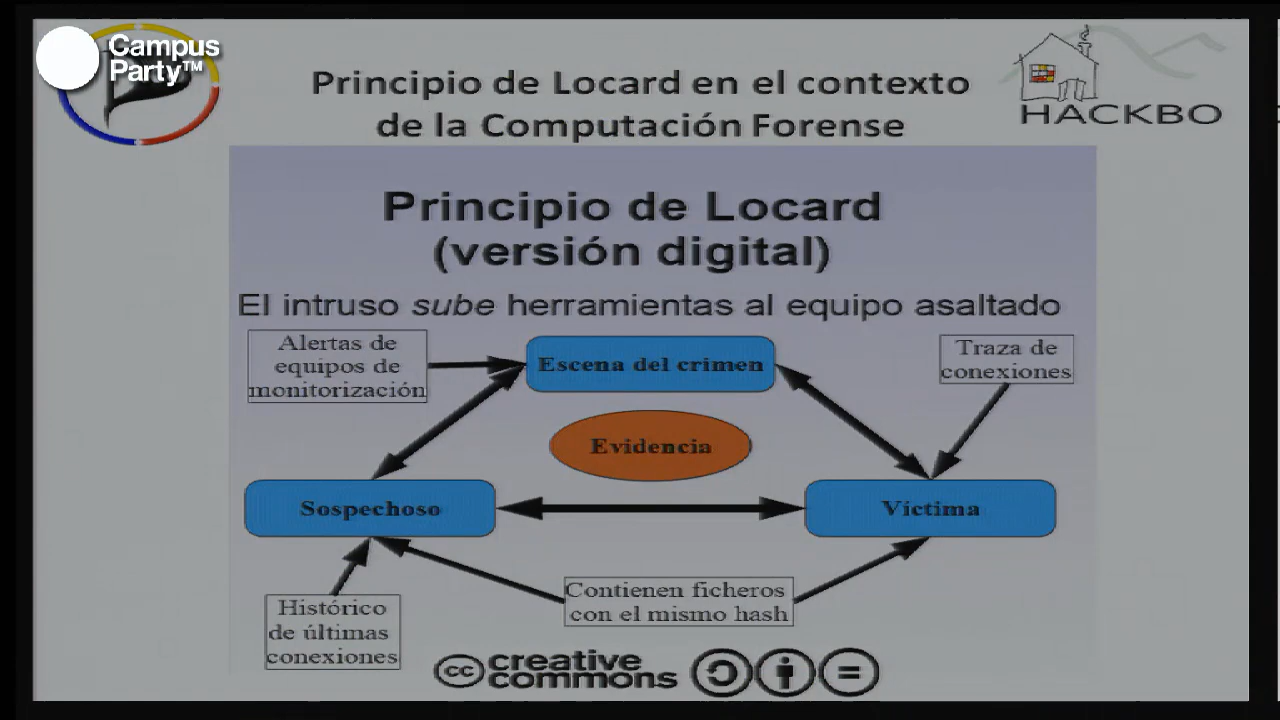 Campus
Party™
Principio de Locard en el contexto
de la Computación Forense
HACKBO
Principio de Locard
(versión digital)
El intruso sube herramientas al equipo asaltado
Alertas de
equipos de
monitorización
Escena del crimen
Traza de
conexiones
Evidencia
Sospechoso
Víctima
Contienen ficheros
con el mismo hash
Histórico
de últimas
conexiones
cc creative
commons